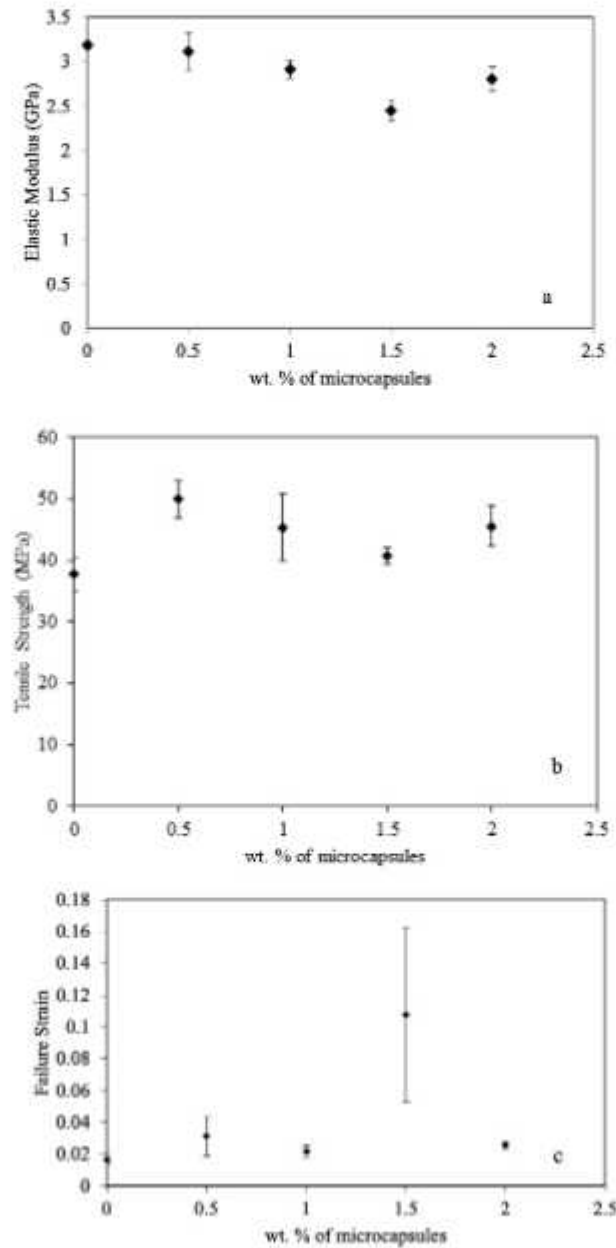 3.5
3
2.5
2
1.5
1
0.5
0
Elastic Modulus (GPa)
a
0 0.5 1 1.5 2 2.5
wt. % of microcapsules
60
50
40
30
20
10
0
Tensile Strength (MPa)
b
0 0.5 1 1.5 2 2.5
wt. % of microcapsules
0.18
0.16
0.14
0.12
0.1
0.08
0.06
0.04
0.02
0
Failure Strain
c
0 0.5 1 1.5 2 2.5
wt. % of microcapsules